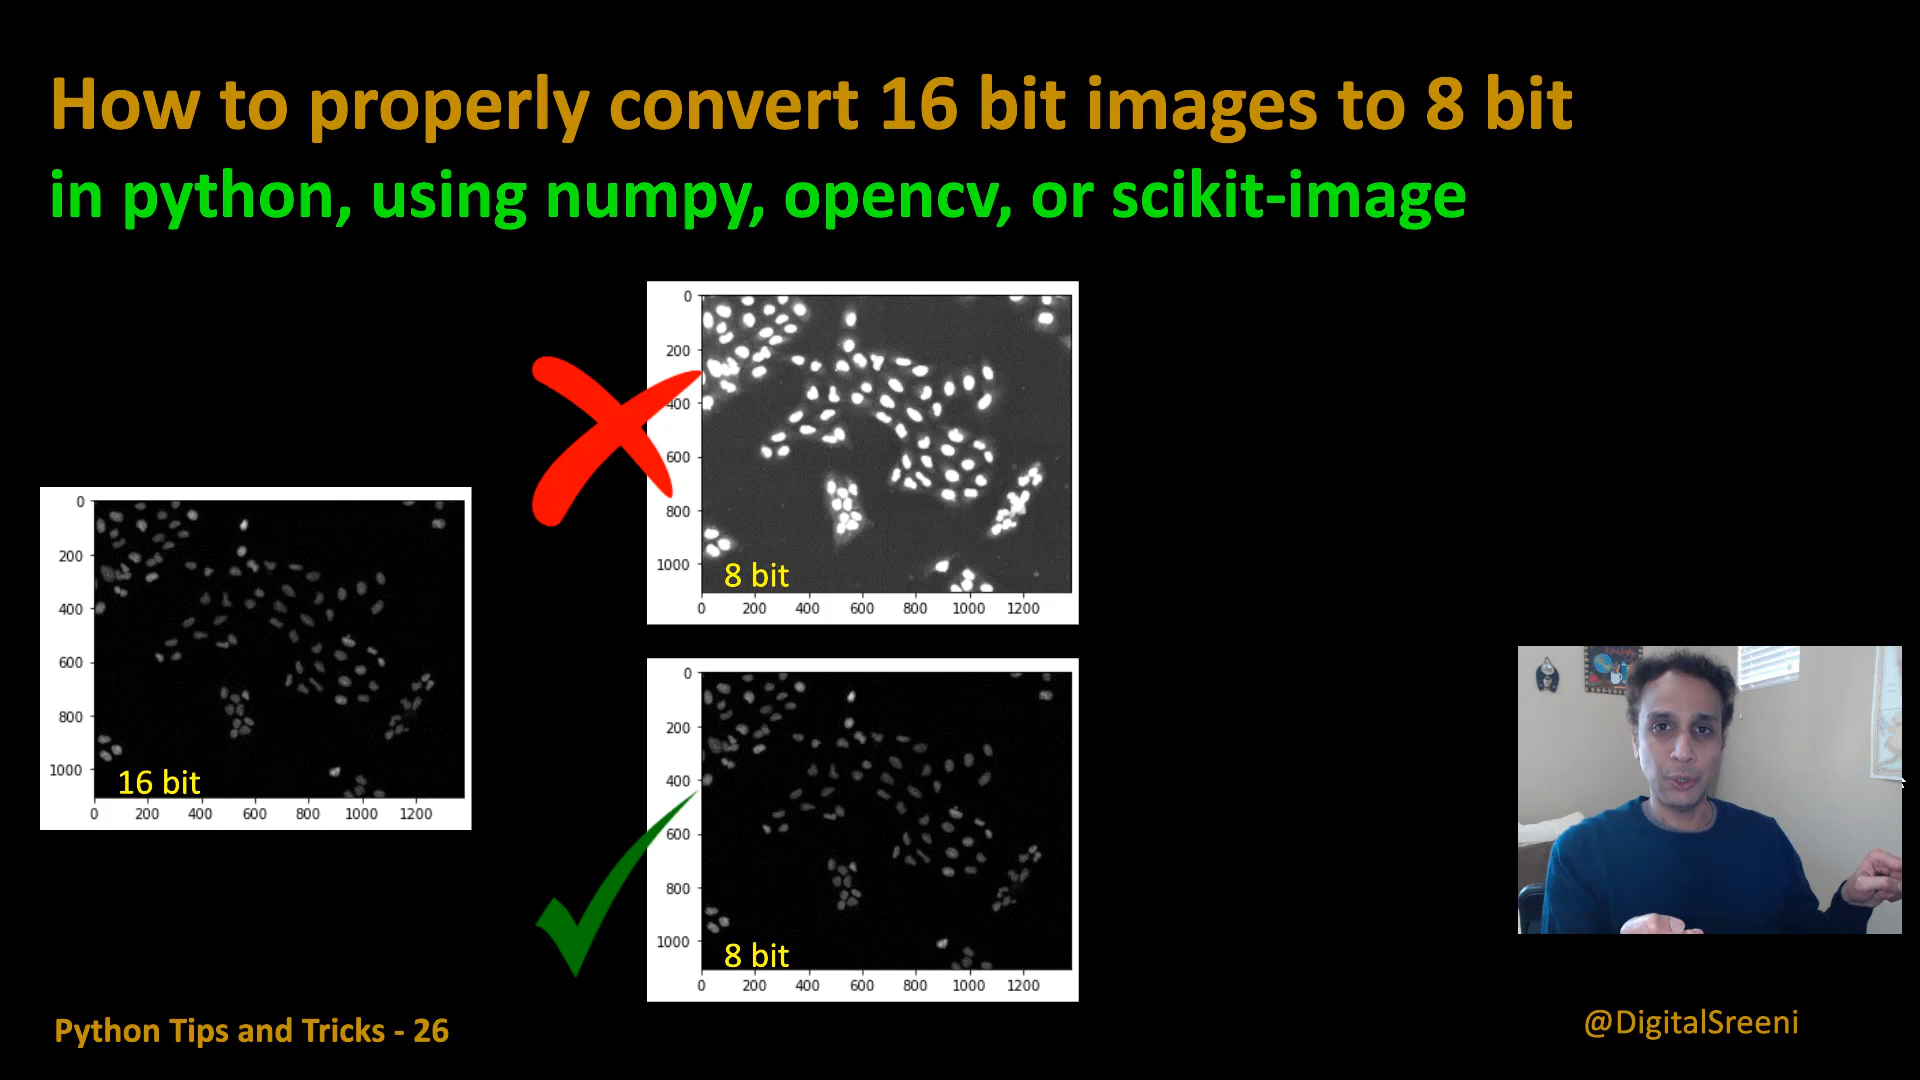 How to properly convert 16 bit images to 8 bit
in python, using numpy, opencv, or scikit-image
0
200
400
600
800
1000
8 bit
0 200 400 600 800 1000 1200
0
200
400
600
800
1000
16 bit
0 200 400 600 800 1000 1200
0
200
400
600
800
1000
8 bit
0 200 400 600 800 1000 1200
Python Tips and Tricks - 26
@DigitalSreeni